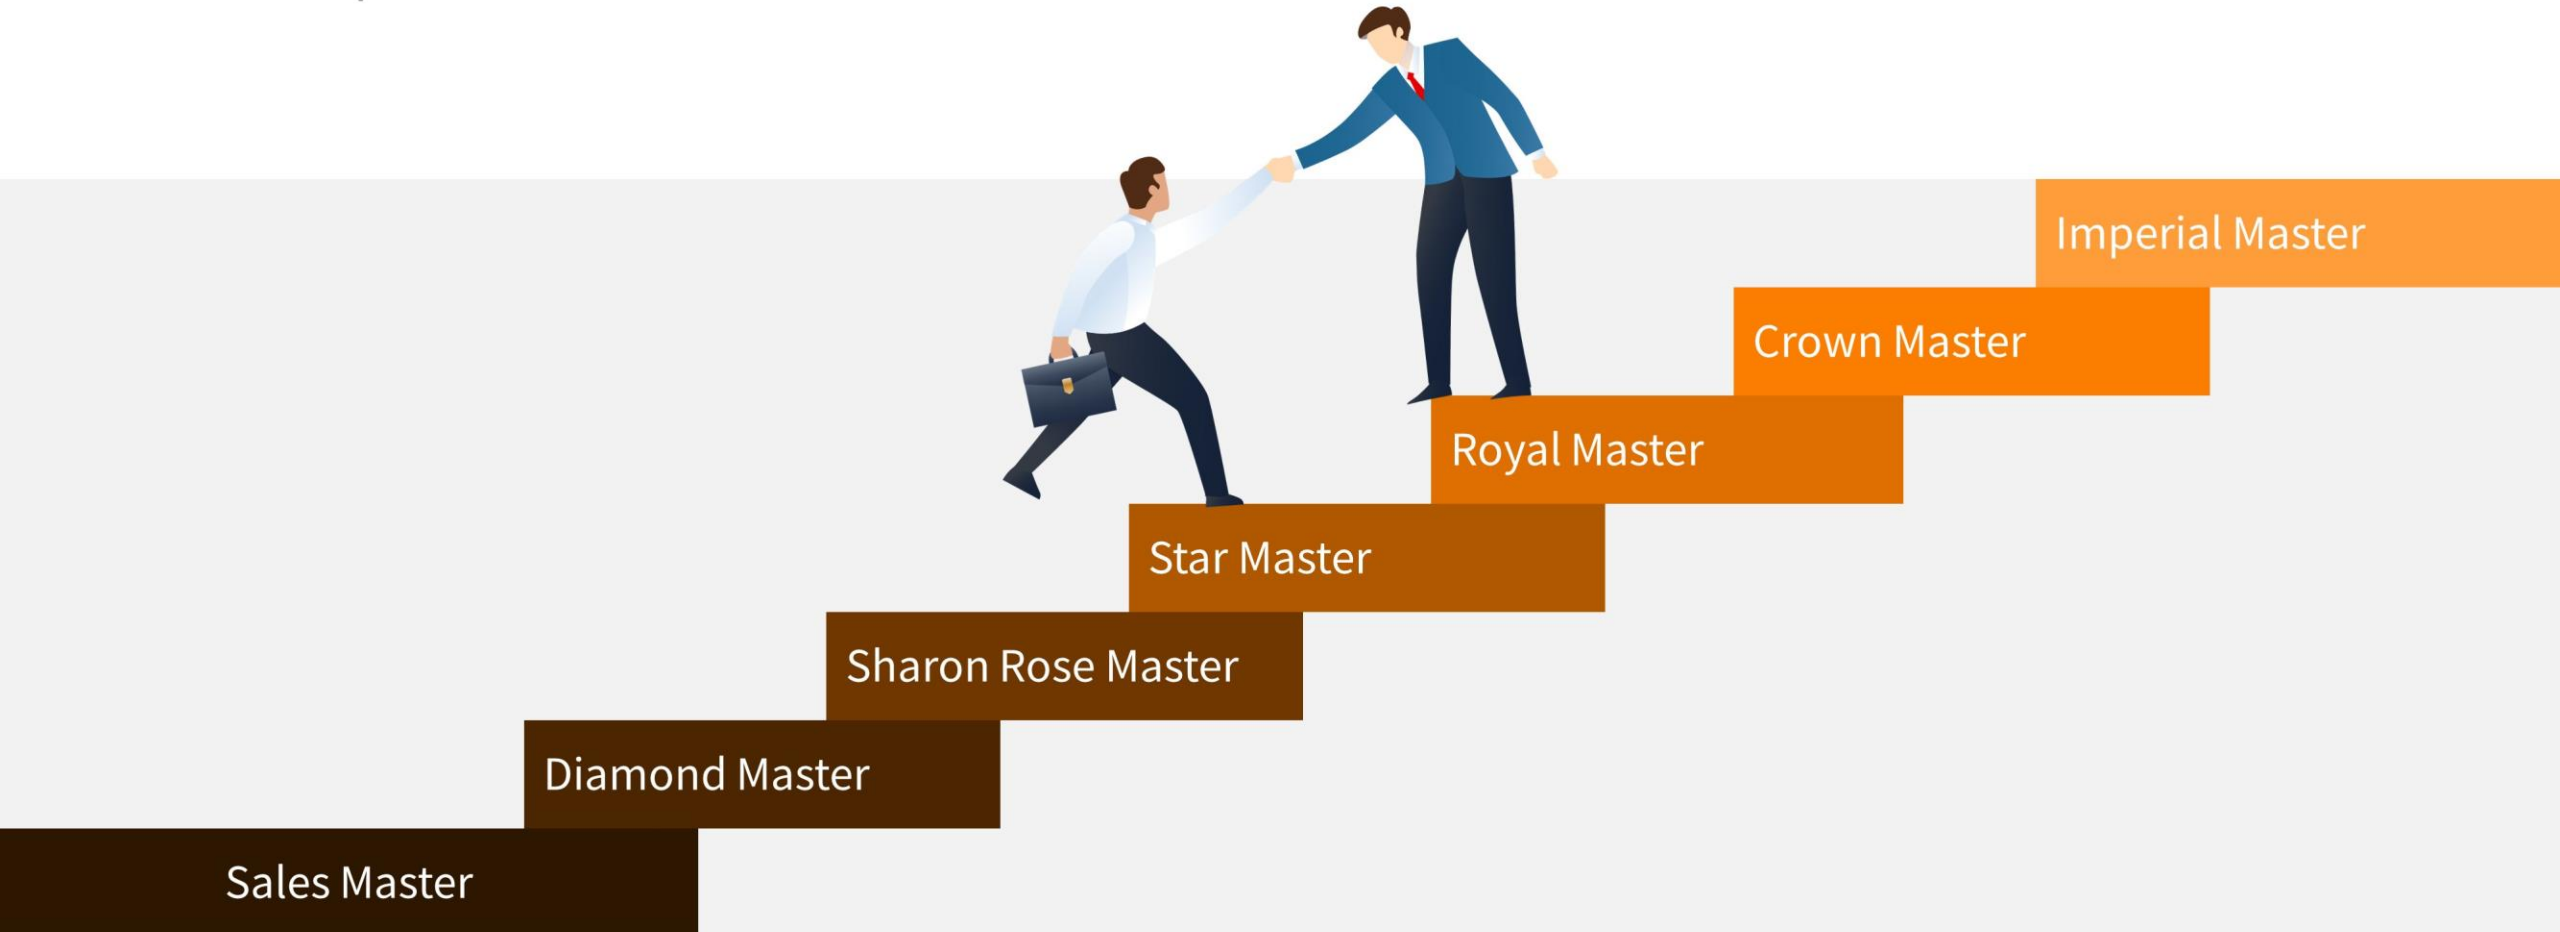 Imperial Master
Crown Master
Royal Master
Star Master
Sharon Rose Master
Diamond Master
Sales Master